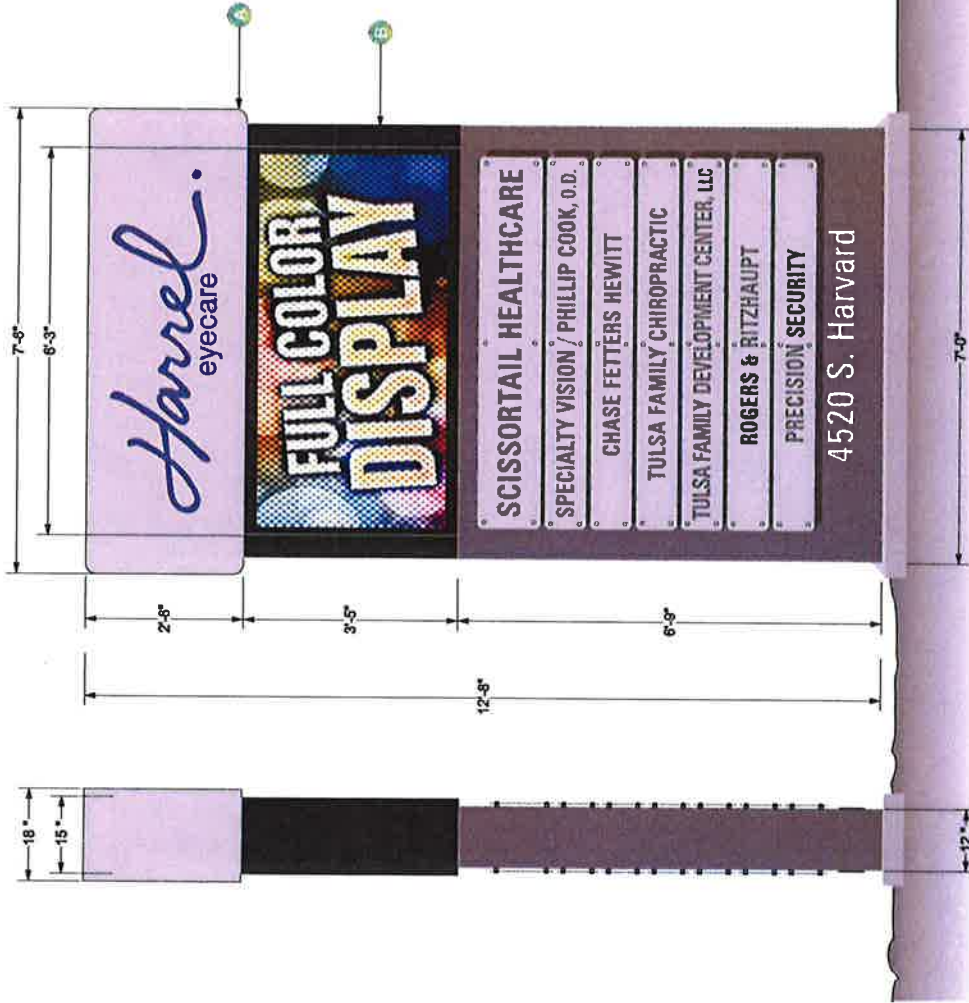 7'-6"
6'-3"
A
B
Harrel.
eyecare
FULL COLOR
DISPLAY
SCISSORTAIL HEALTHCARE
SPECIALTY VISION / PHILLIP COOK, O.D.
CHASE FETTERS HEWITT
TULSA FAMILY CHIROPRACTIC
TULSA FAMILY DEVELOPMENT CENTER, LLC
ROGERS & RITZHAUPT
PRECISION SECURITY
4520 S. Harvard
7'-0"
2'-6"
3'-5"
6'-9"
12'-8"
18"
15"
12"